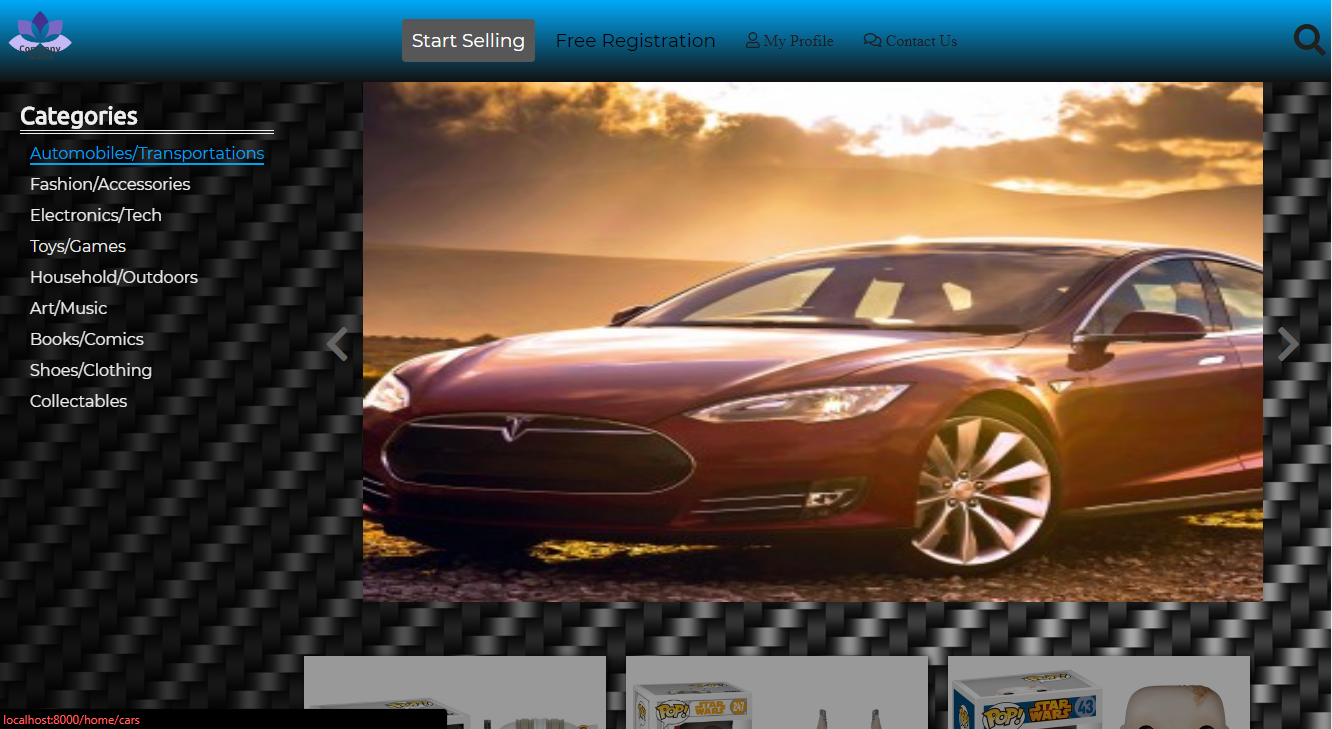 Company
Start Selling
Free Registration
My Profile
Contact Us
Categories
Automobiles/Transportations
Fashion/Accessories
Electronics/Tech
Toys/Games
Household/Outdoors
Art/Music
Books/Comics
Shoes/Clothing
Collectables
POP! STAR WARS 247
POP! STAR WARS 43
localhost:8000/home/cars